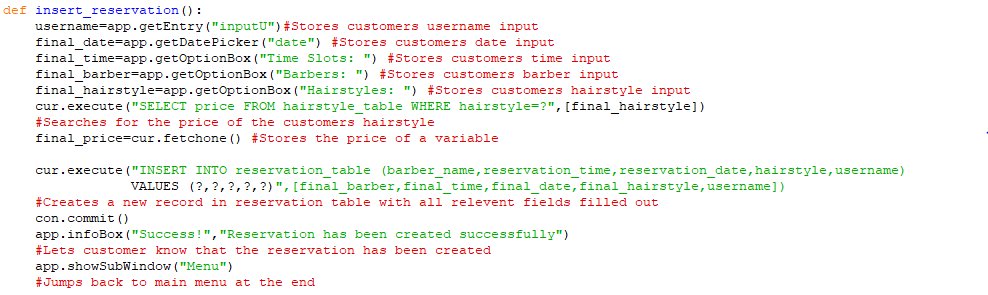 def insert_reservation():
    username=app.getEntry("inputU")#Stores customers username input
    final_date=app.getDatePicker("date") #Stores customers date input
    final_time=app.getOptionBox("Time Slots: ") #Stores customers time input
    final_barber=app.getOptionBox("Barbers: ") #Stores customers barber input
    final_hairstyle=app.getOptionBox("Hairstyles: ") #Stores customers hairstyle input
    cur.execute("SELECT price FROM hairstyle_table WHERE hairstyle=?",[final_hairstyle])
    #Searches for the price of the customers hairstyle
    final_price=cur.fetchone() #Stores the price of a variable

    cur.execute("INSERT INTO reservation_table (barber_name,reservation_time,reservation_date,hairstyle,username)
                VALUES (?,?,?,?,?)",[final_barber,final_time,final_date,final_hairstyle,username])
    #Creates a new record in reservation table with all relevent fields filled out
    con.commit()
    app.infoBox("Success!","Reservation has been created successfully")
    #Lets customer know that the reservation has been created
    app.showSubWindow("Menu")
    #Jumps back to main menu at the end